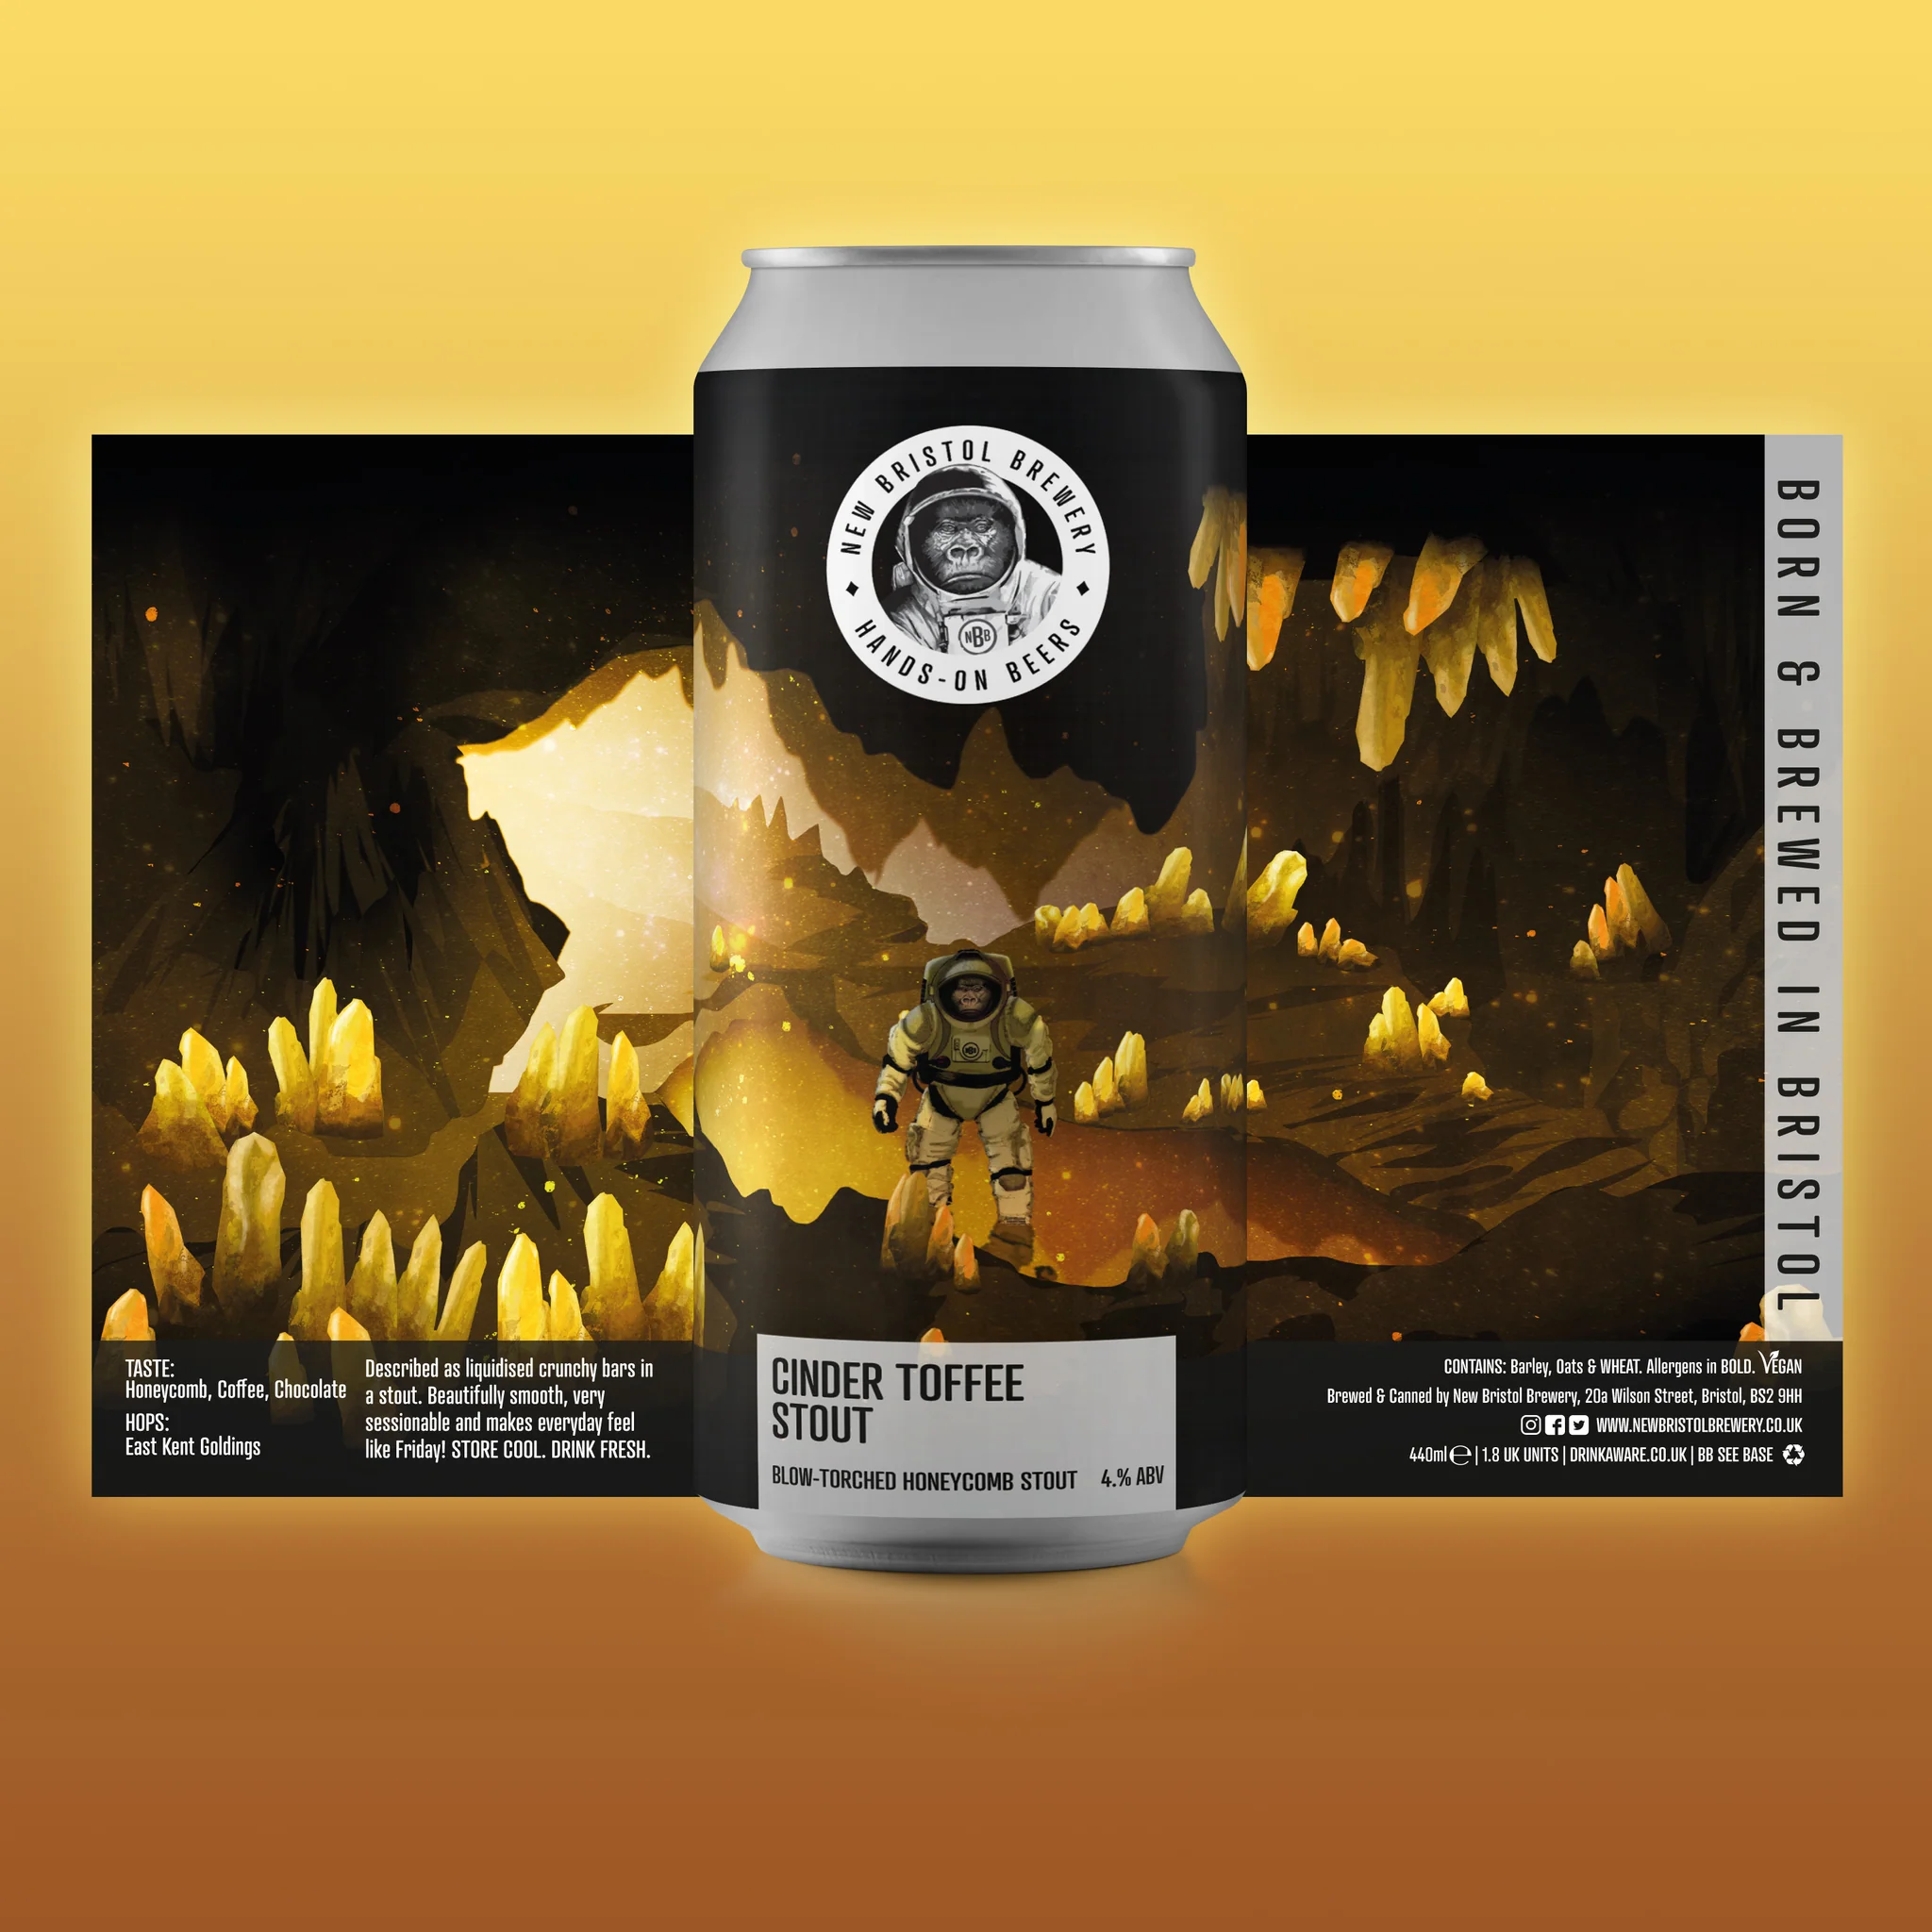 NEW BRISTOL BREWERY
NBB
HANDS-ON BEERS
TASTE:
Honeycomb, Coffee, Chocolate
HOPS:
East Kent Goldings
Described as liquidised crunchy bars in
a stout. Beautifully smooth, very
sessionable and makes everyday feel
like Friday! STORE COOL. DRINK FRESH.
CINDER TOFFEE
STOUT
BLOW-TORCHED HONEYCOMB STOUT 4.% ABV
CONTAINS: Barley, Oats & WHEAT. Allergens in BOLD. VEGAN
Brewed & Canned by New Bristol Brewery, 20a Wilson Street, Bristol, BS2 9HH
WWW.NEWBRISTOLBREWERY.CO.UK
440ml e | 1.8 UK UNITS | DRINKAWARE.CO.UK | BB SEE BASE
BORN & BREWED IN BRISTOL